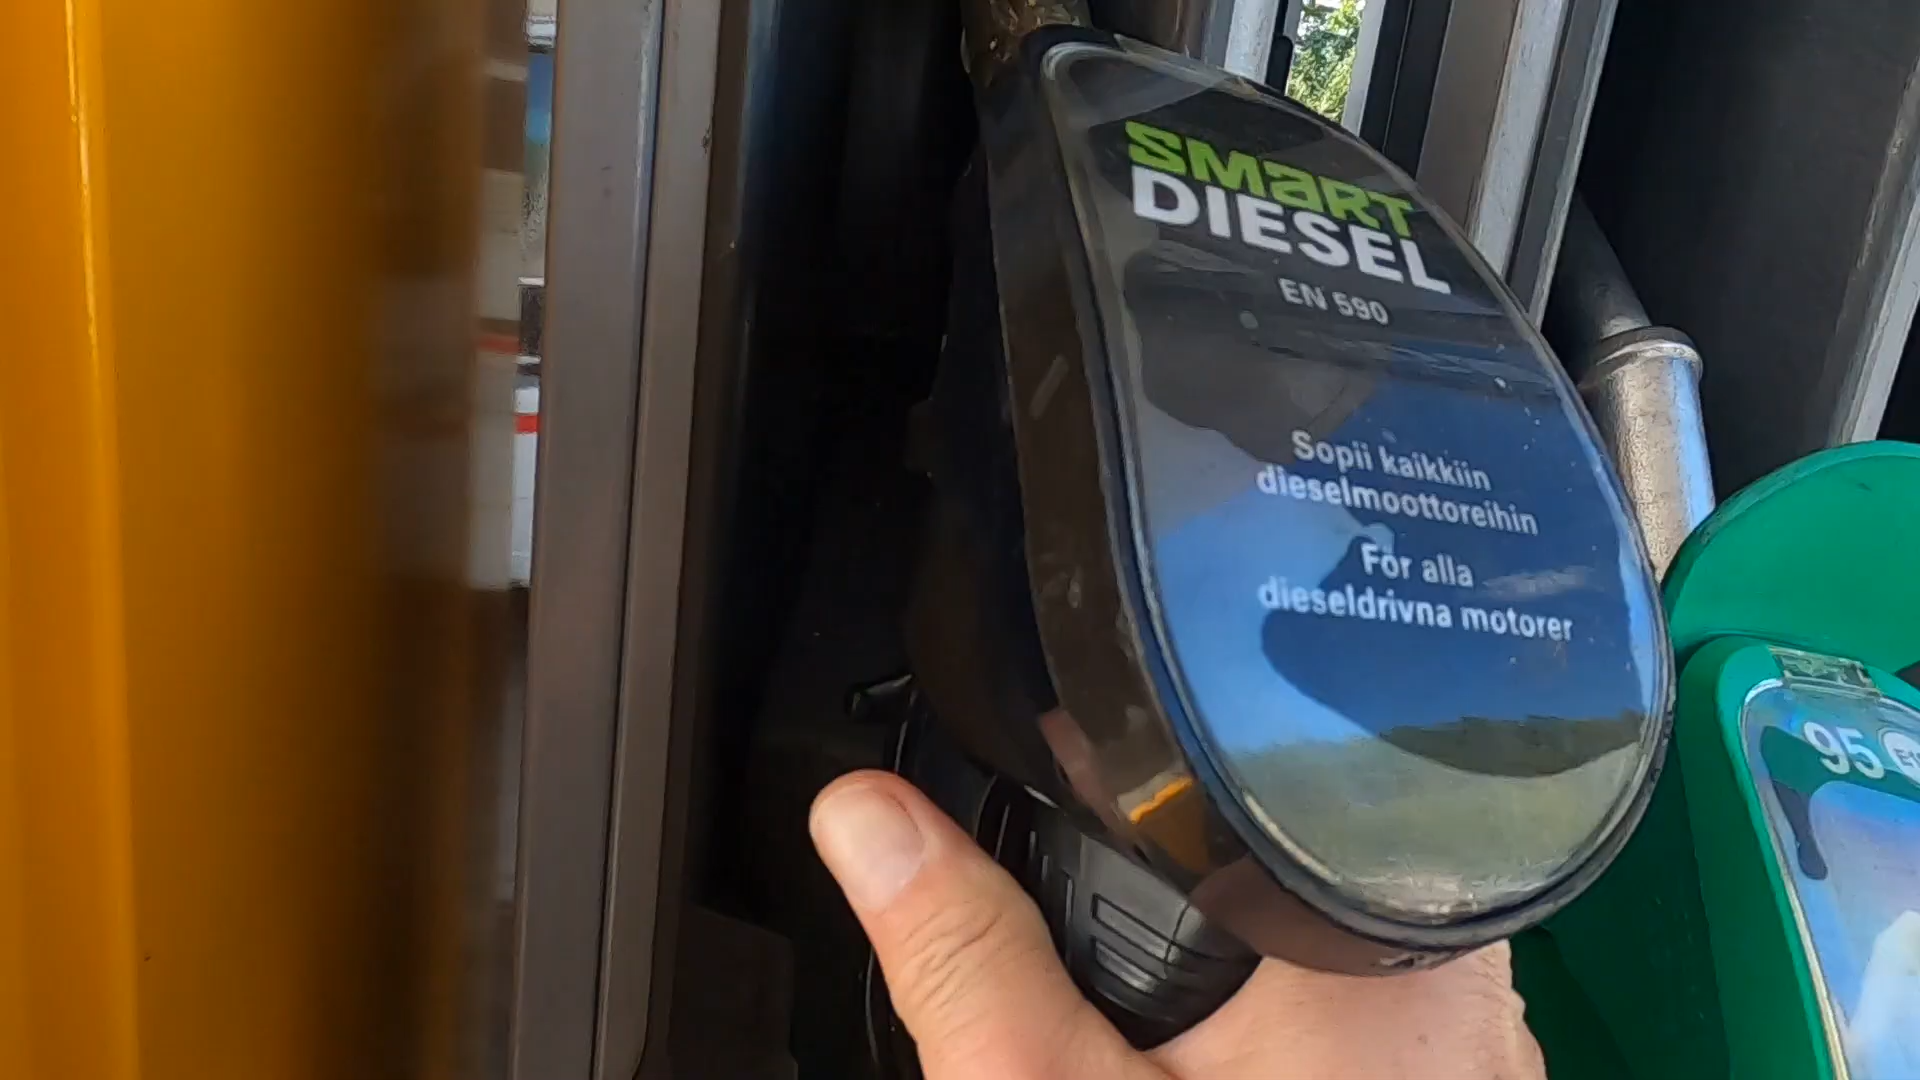 SMaRT
DIESEL
EN 590
Sopii kaikkiin
dieselmoottoreihin
För alla
dieseldrivna motorer
95